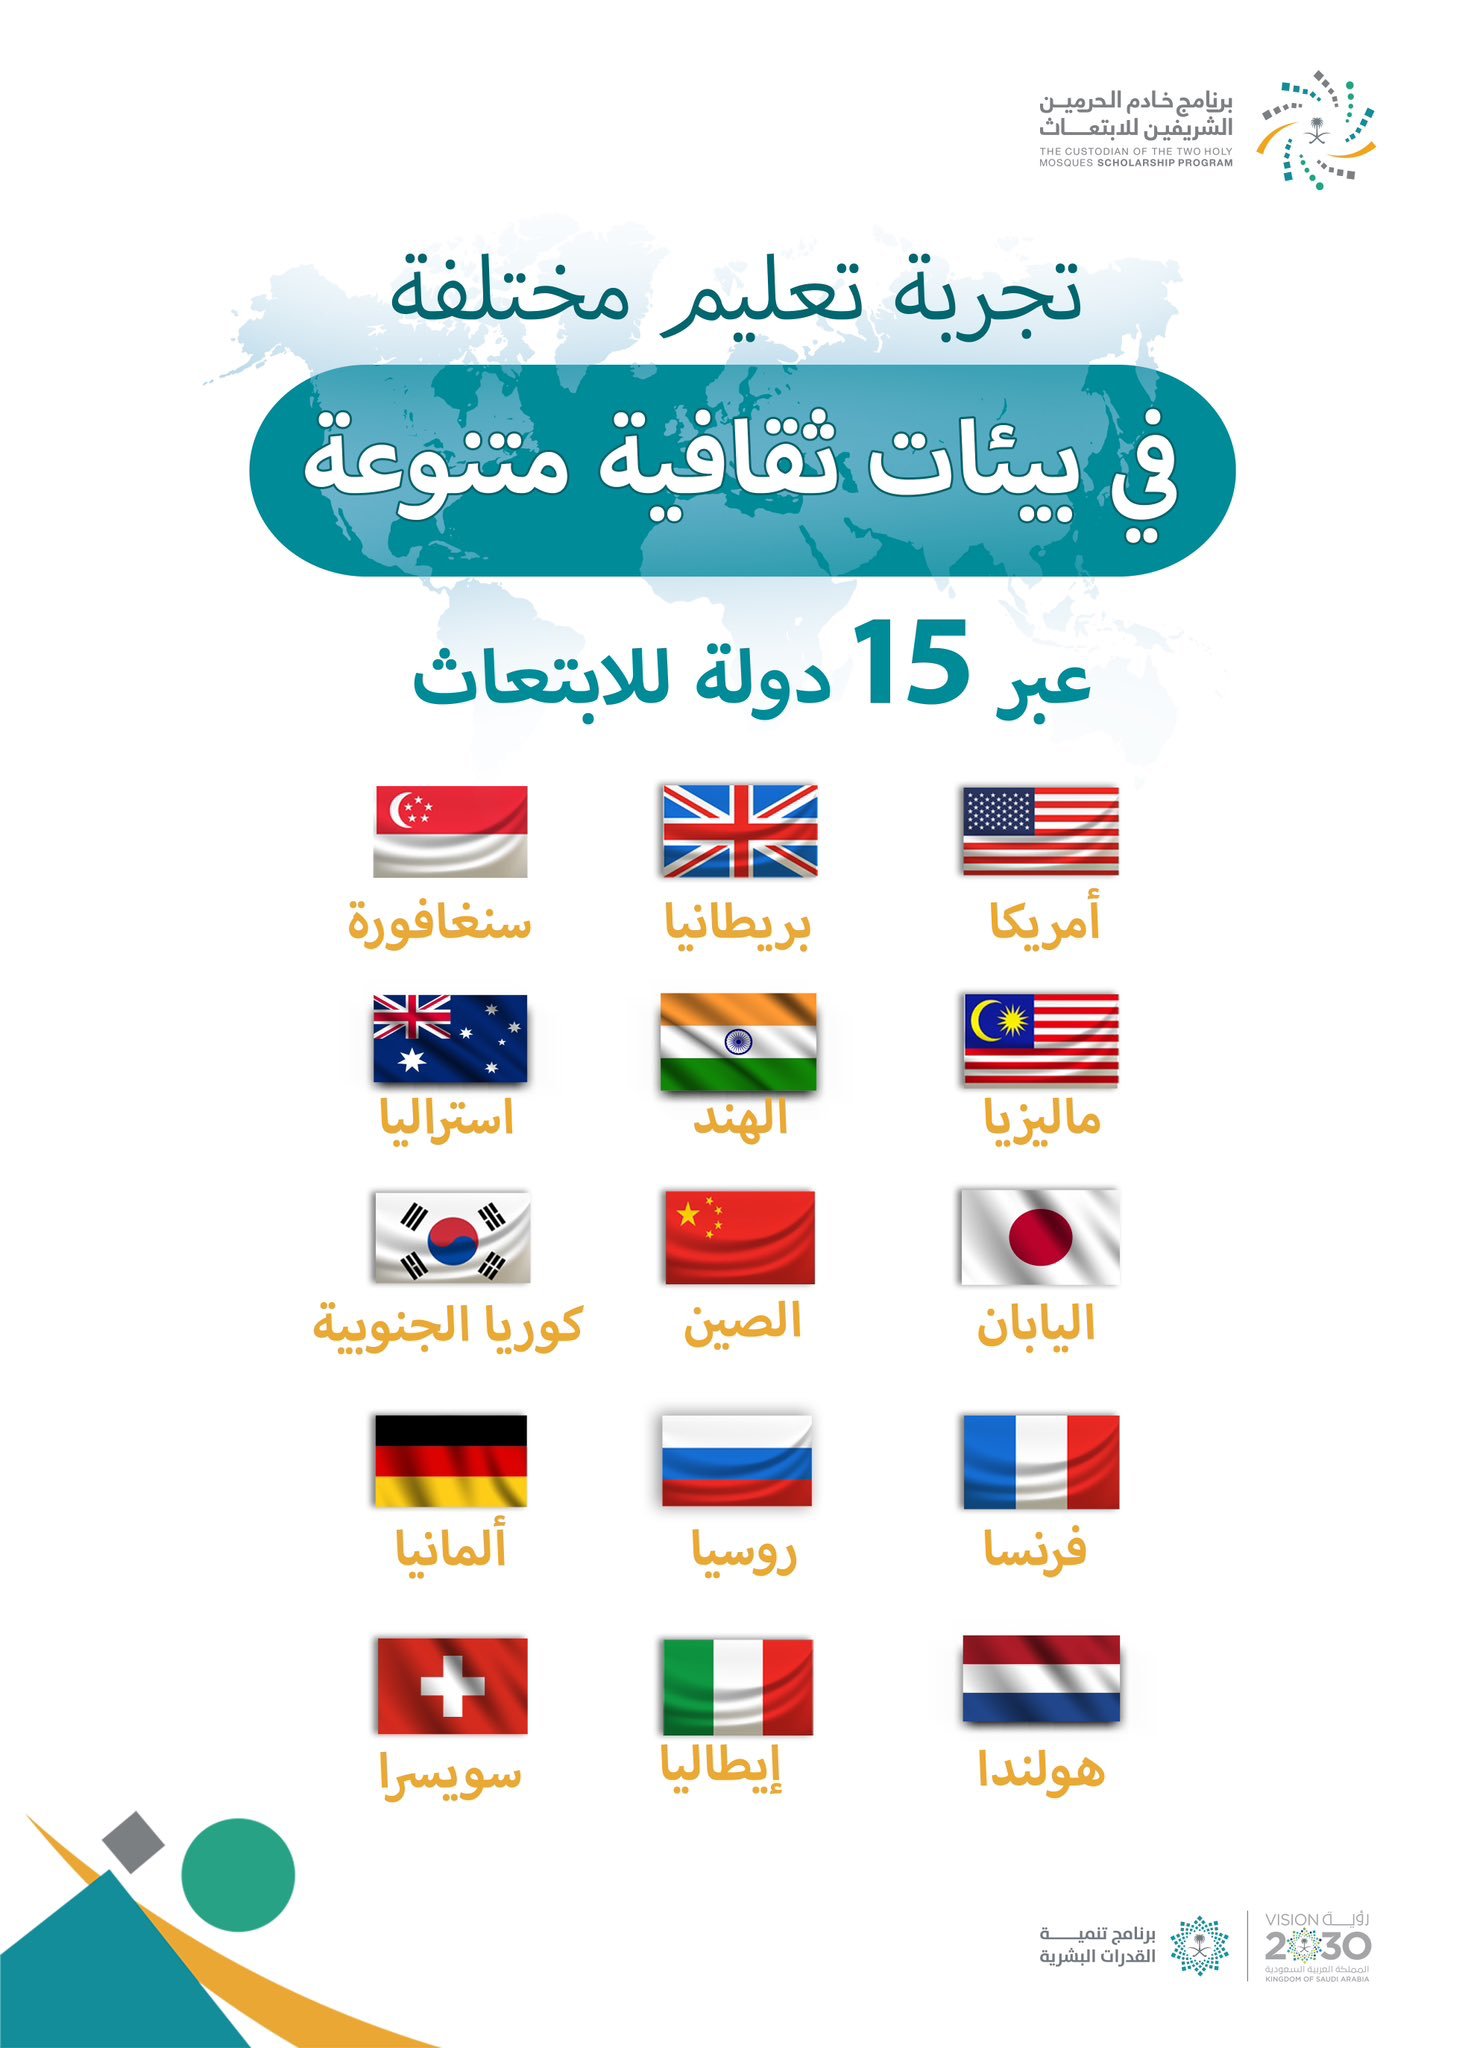 برنامج خادم الحرمين
الشريفين للابتعاث
THE CUSTODIAN OF THE TWO HOLY
MOSQUES SCHOLARSHIP PROGRAM
تجربة تعليم مختلفة
في بيئات ثقافية متنوعة
عبر 15 دولة للابتعاث
أمريكا
بريطانيا
سنغافورة
ماليزيا
الهند
استراليا
اليابان
الصين
كوريا الجنوبية
فرنسا
روسيا
ألمانيا
هولندا
إيطاليا
سويسرا
VISION رؤية
2030
المملكة العربية السعودية
KINGDOM OF SAUDI ARABIA
برنامج تنمية
القدرات البشرية